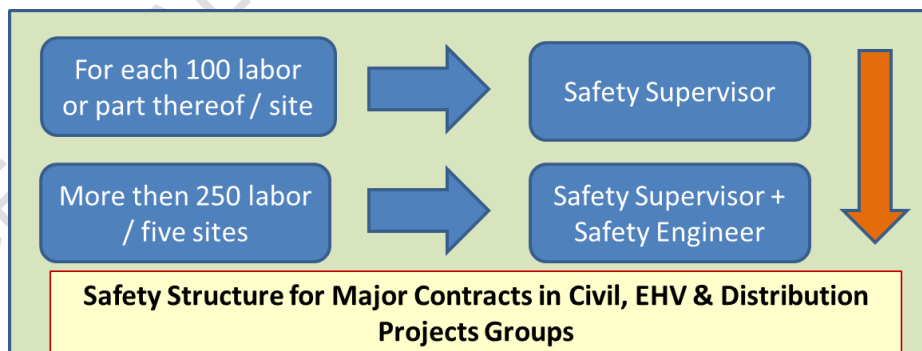 For each 100 labor
or part thereof / site
Safety Supervisor
More then 250 labor
/ five sites
Safety Supervisor +
Safety Engineer
Safety Structure for Major Contracts in Civil, EHV & Distribution
Projects Groups